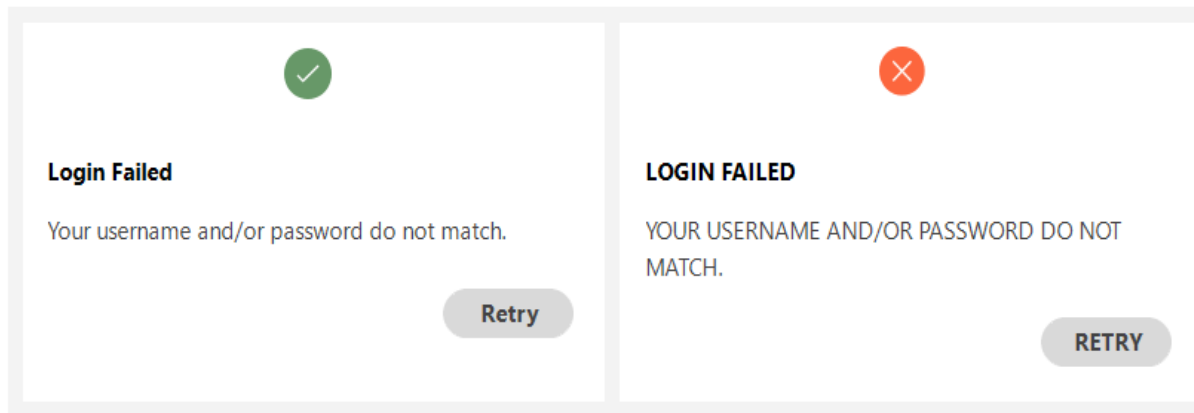 Login Failed
Your username and/or password do not match.
Retry
LOGIN FAILED
YOUR USERNAME AND/OR PASSWORD DO NOT
MATCH.
RETRY